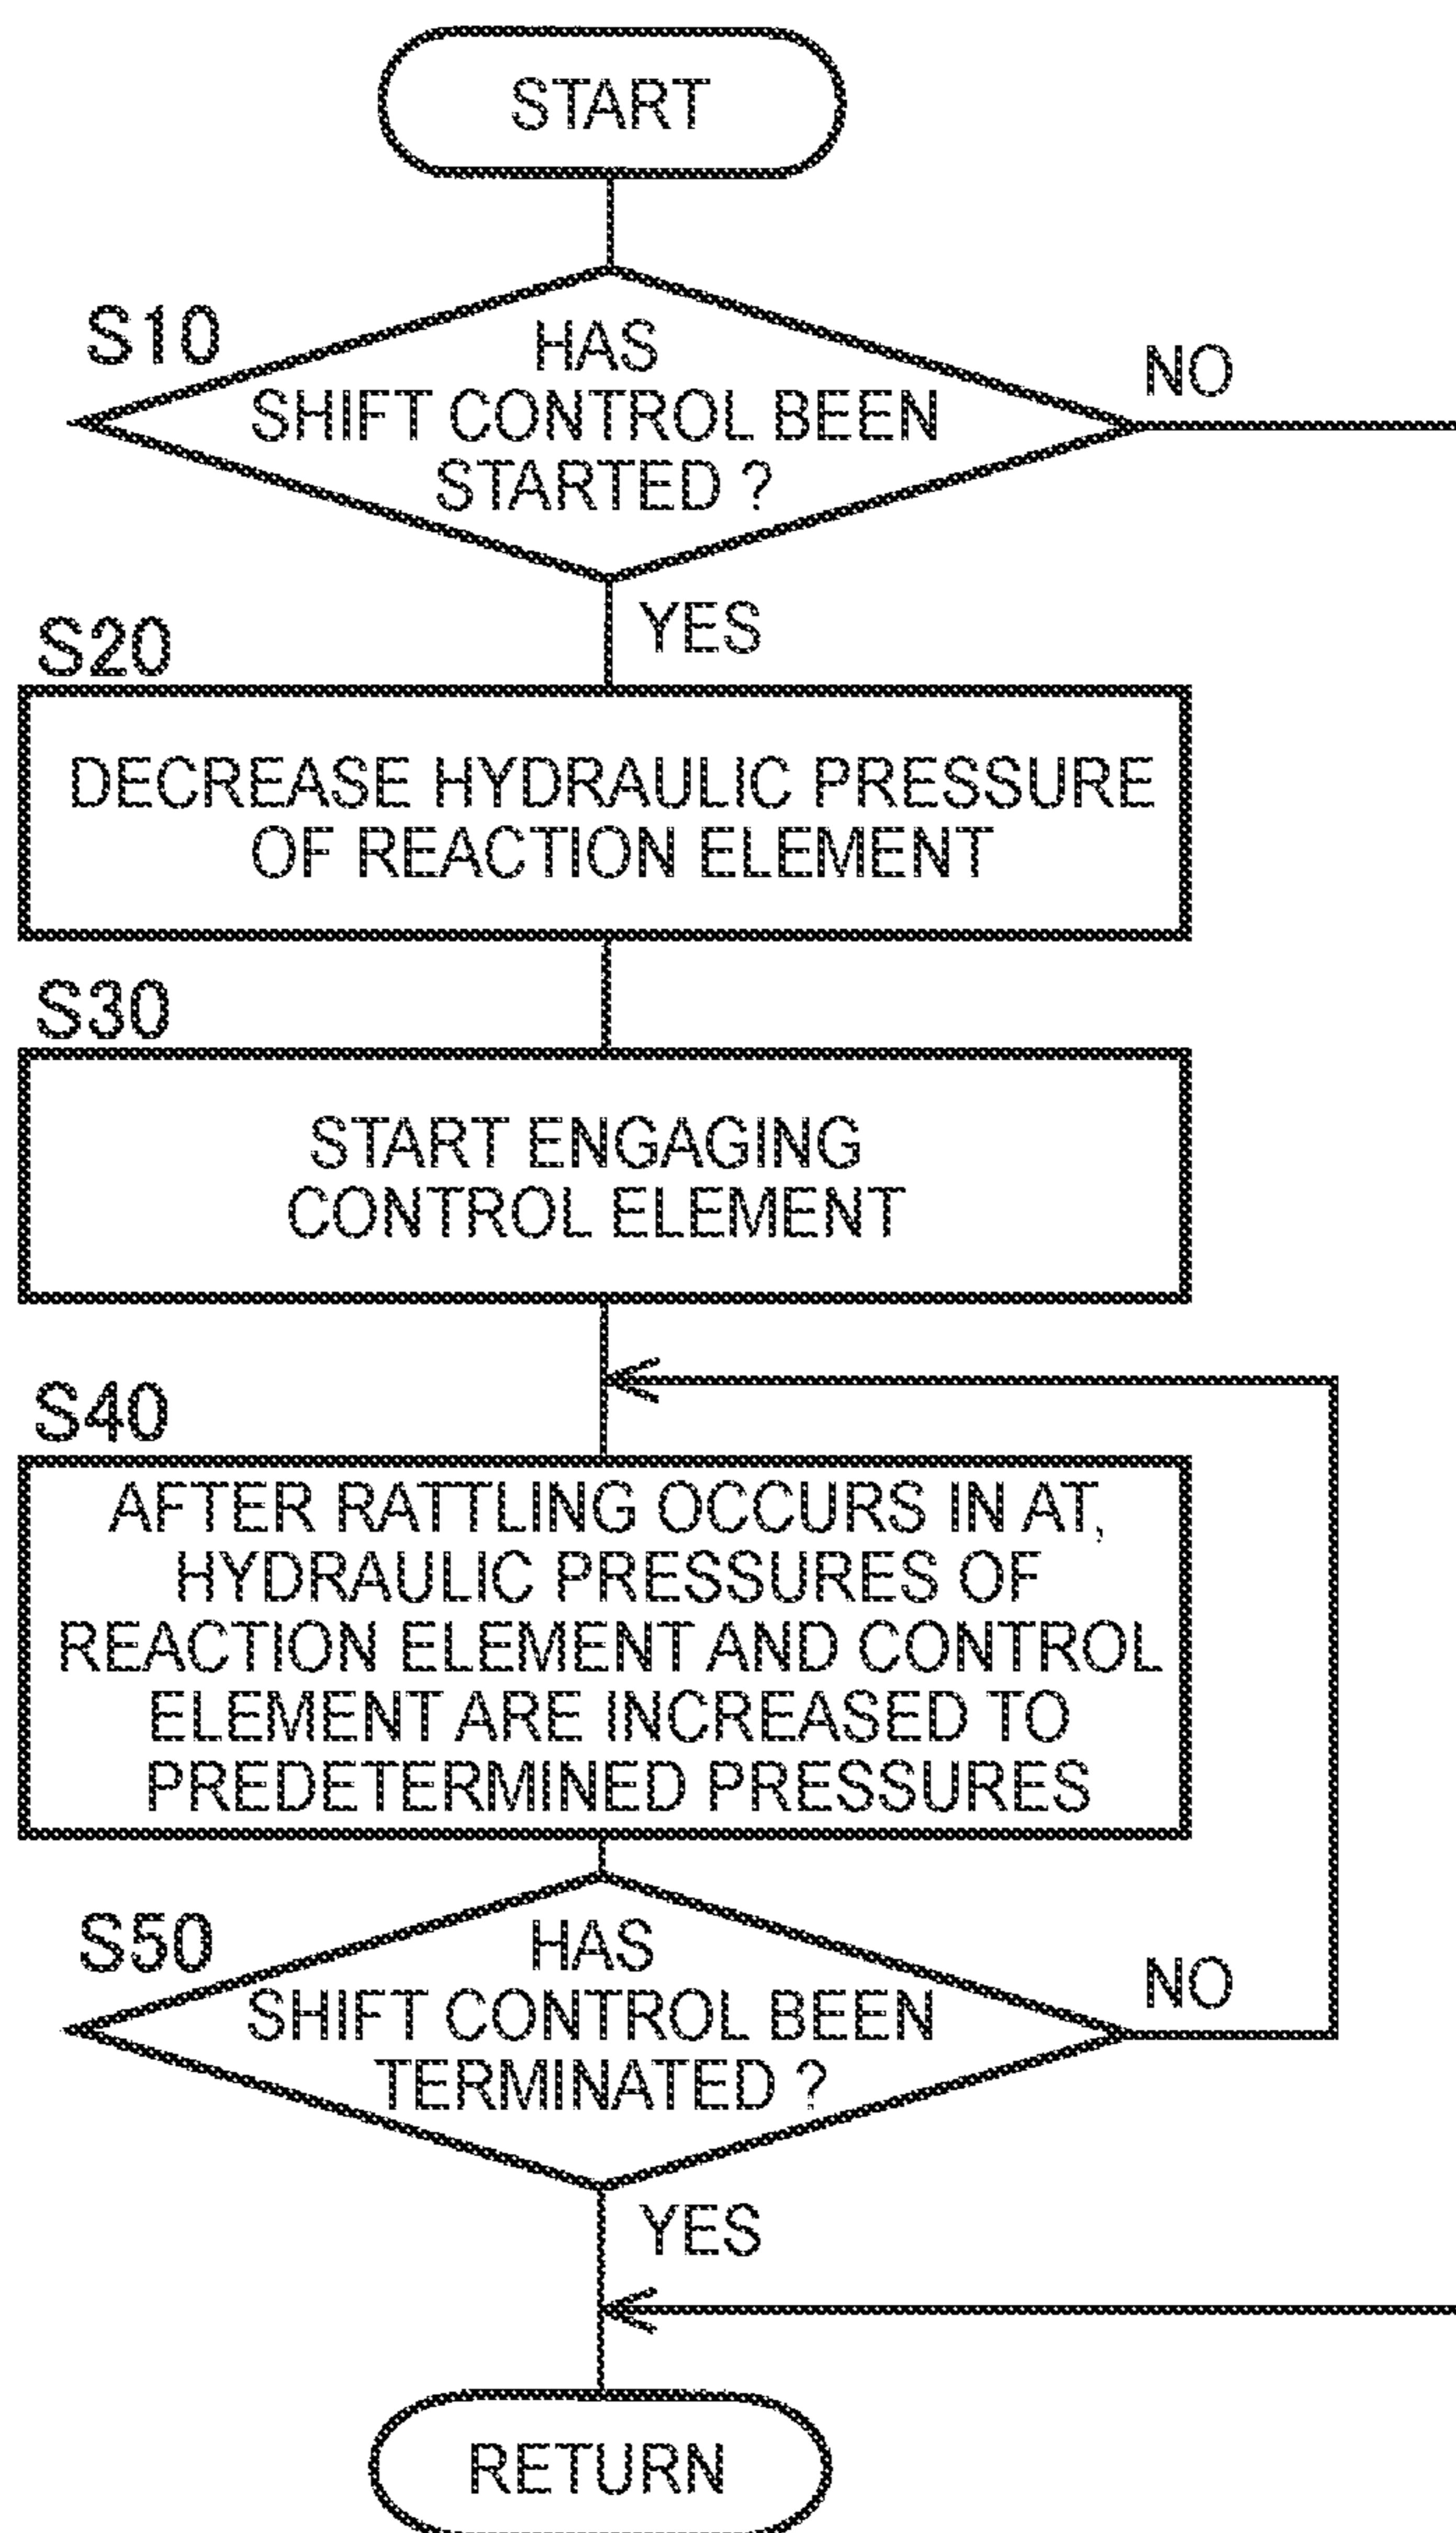 START
S10
HAS
SHIFT CONTROL BEEN
STARTED ?
NO
YES
S20
DECREASE HYDRAULIC PRESSURE
OF REACTION ELEMENT
S30
START ENGAGING
CONTROL ELEMENT
S40
AFTER RATTLING OCCURS IN AT,
HYDRAULIC PRESSURES OF
REACTION ELEMENT AND CONTROL
ELEMENT ARE INCREASED TO
PREDETERMINED PRESSURES
S50
HAS
SHIFT CONTROL BEEN
TERMINATED ?
NO
YES
RETURN